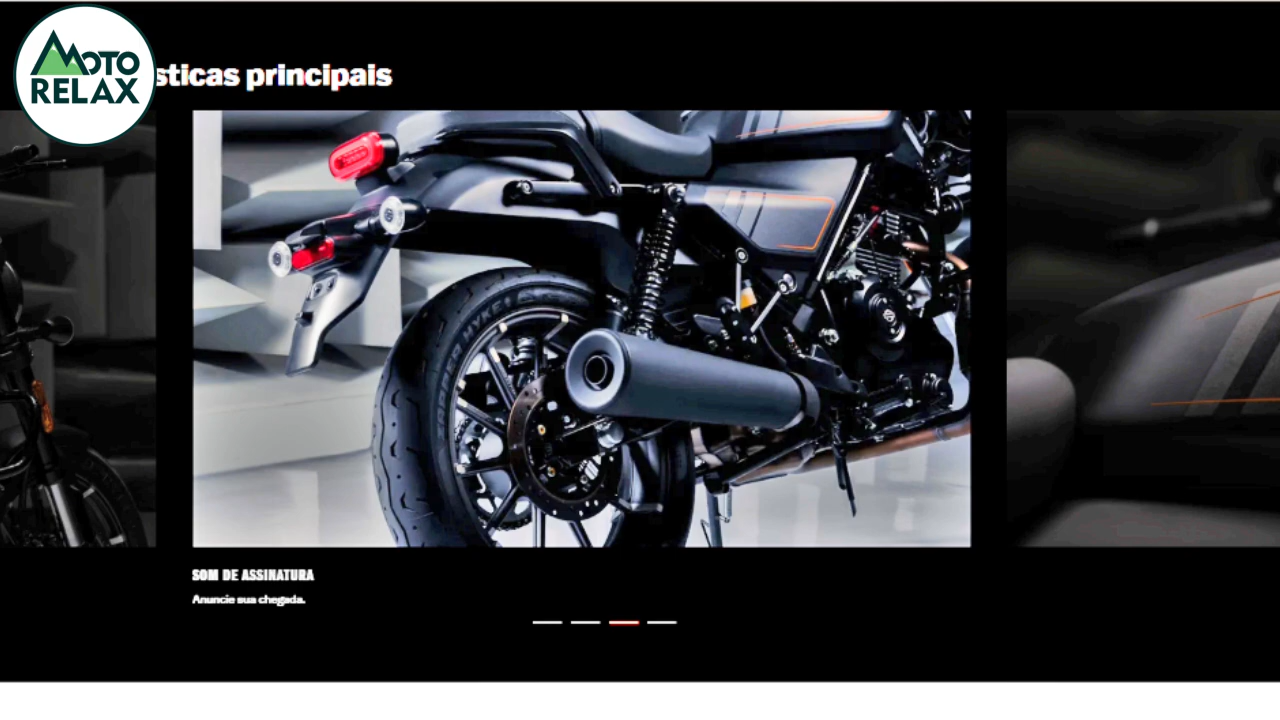 MOTO
RELAX
sticas principais
SOM DE ASSINATURA
Anuncie sua chegada.